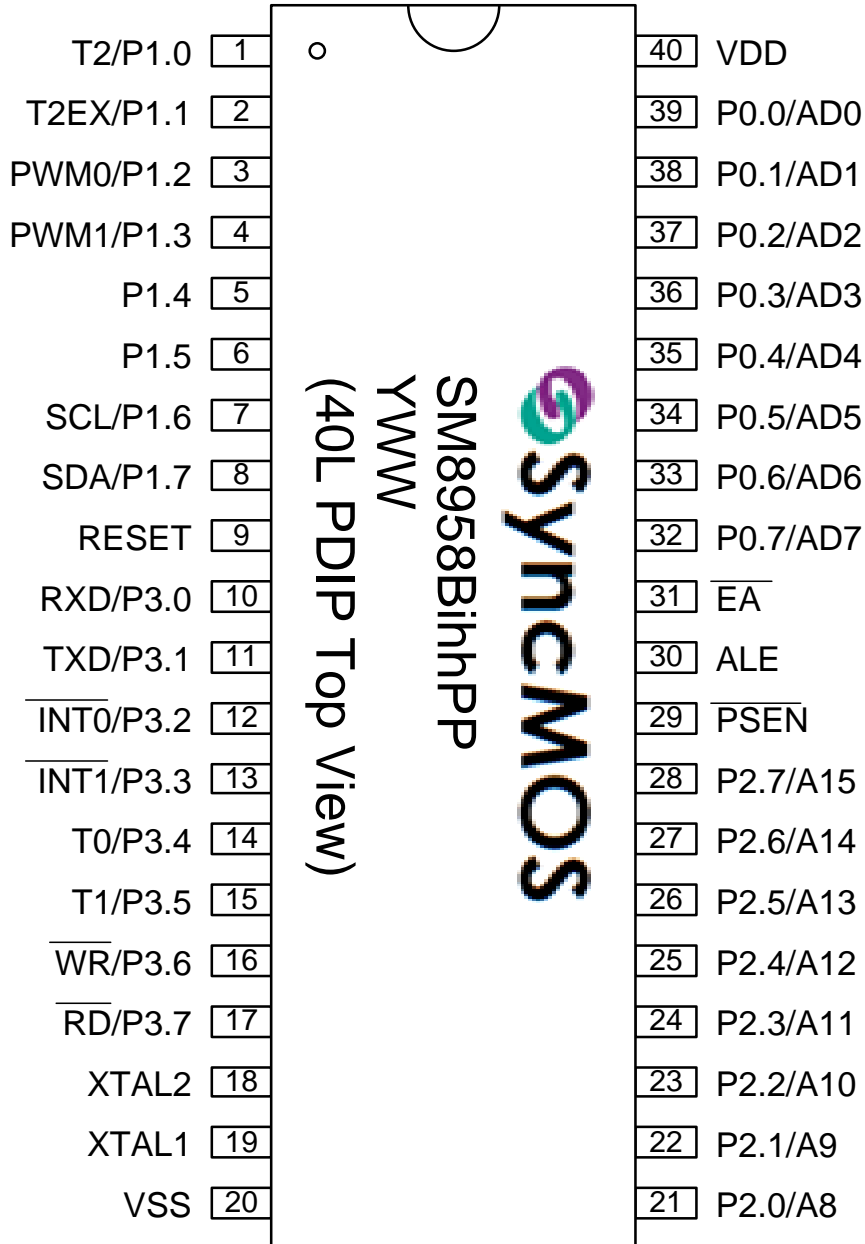 T2/P1.0 1
T2EX/P1.1 2
PWM0/P1.2 3
PWM1/P1.3 4
P1.4 5
P1.5 6
SCL/P1.6 7
SDA/P1.7 8
RESET 9
RXD/P3.0 10
TXD/P3.1 11
I̅N̅T̅0̅/P3.2 12
I̅N̅T̅1̅/P3.3 13
T0/P3.4 14
T1/P3.5 15
W̅R̅/P3.6 16
R̅D̅/P3.7 17
XTAL2 18
XTAL1 19
VSS 20
SyncMOS
SM8958BihhPP
YWW
(40L PDIP Top View)
40 VDD
39 P0.0/AD0
38 P0.1/AD1
37 P0.2/AD2
36 P0.3/AD3
35 P0.4/AD4
34 P0.5/AD5
33 P0.6/AD6
32 P0.7/AD7
31 E̅A̅
30 ALE
29 P̅S̅E̅N̅
28 P2.7/A15
27 P2.6/A14
26 P2.5/A13
25 P2.4/A12
24 P2.3/A11
23 P2.2/A10
22 P2.1/A9
21 P2.0/A8